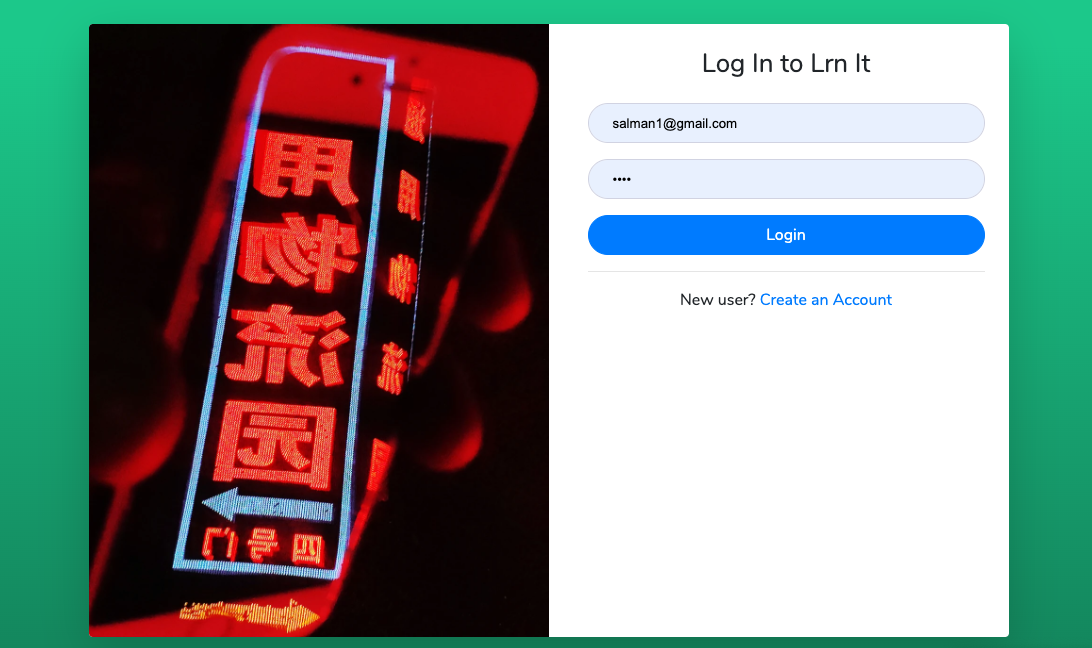 用
物
流
园
四号门
Log In to Lrn It
salman1@gmail.com
••••
Login
New user? Create an Account